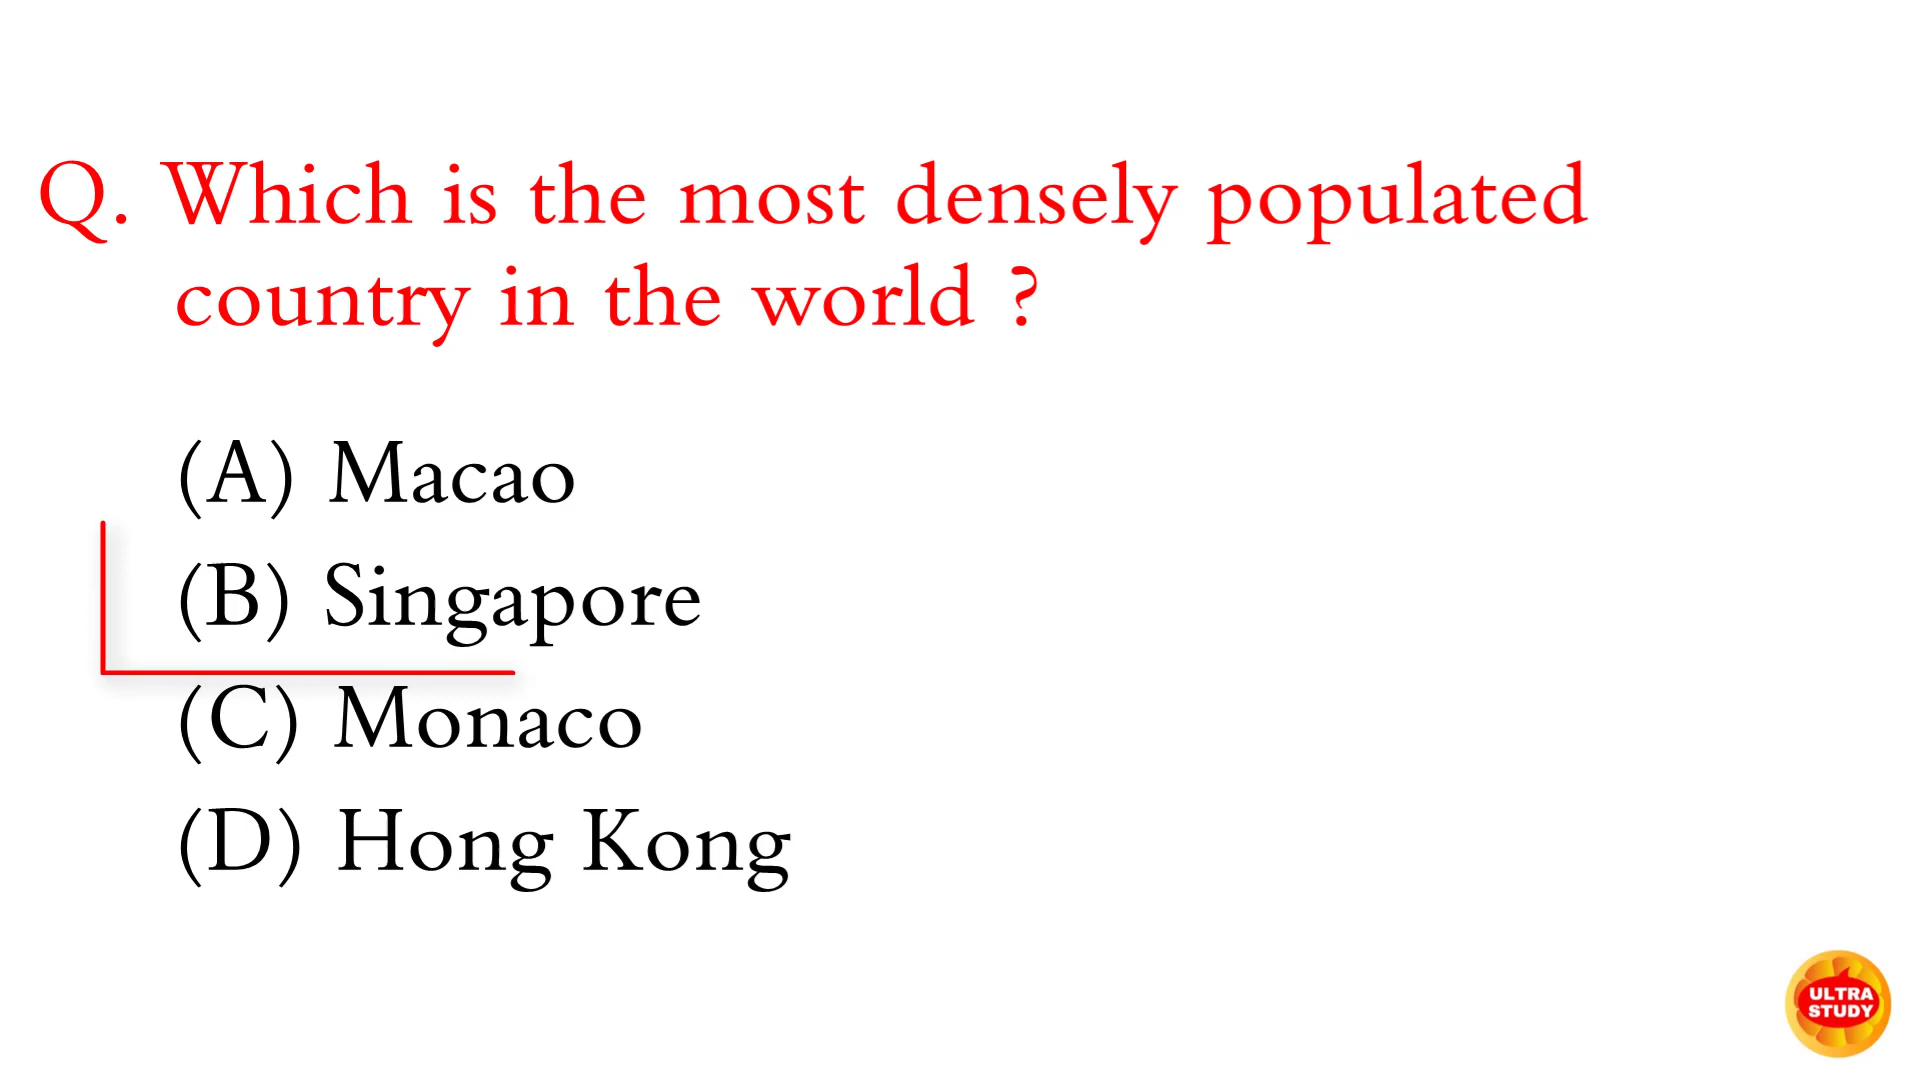 Q. Which is the most densely populated
country in the world ?
(A) Macao
(B) Singapore
(C) Monaco
(D) Hong Kong
ULTRA
STUDY